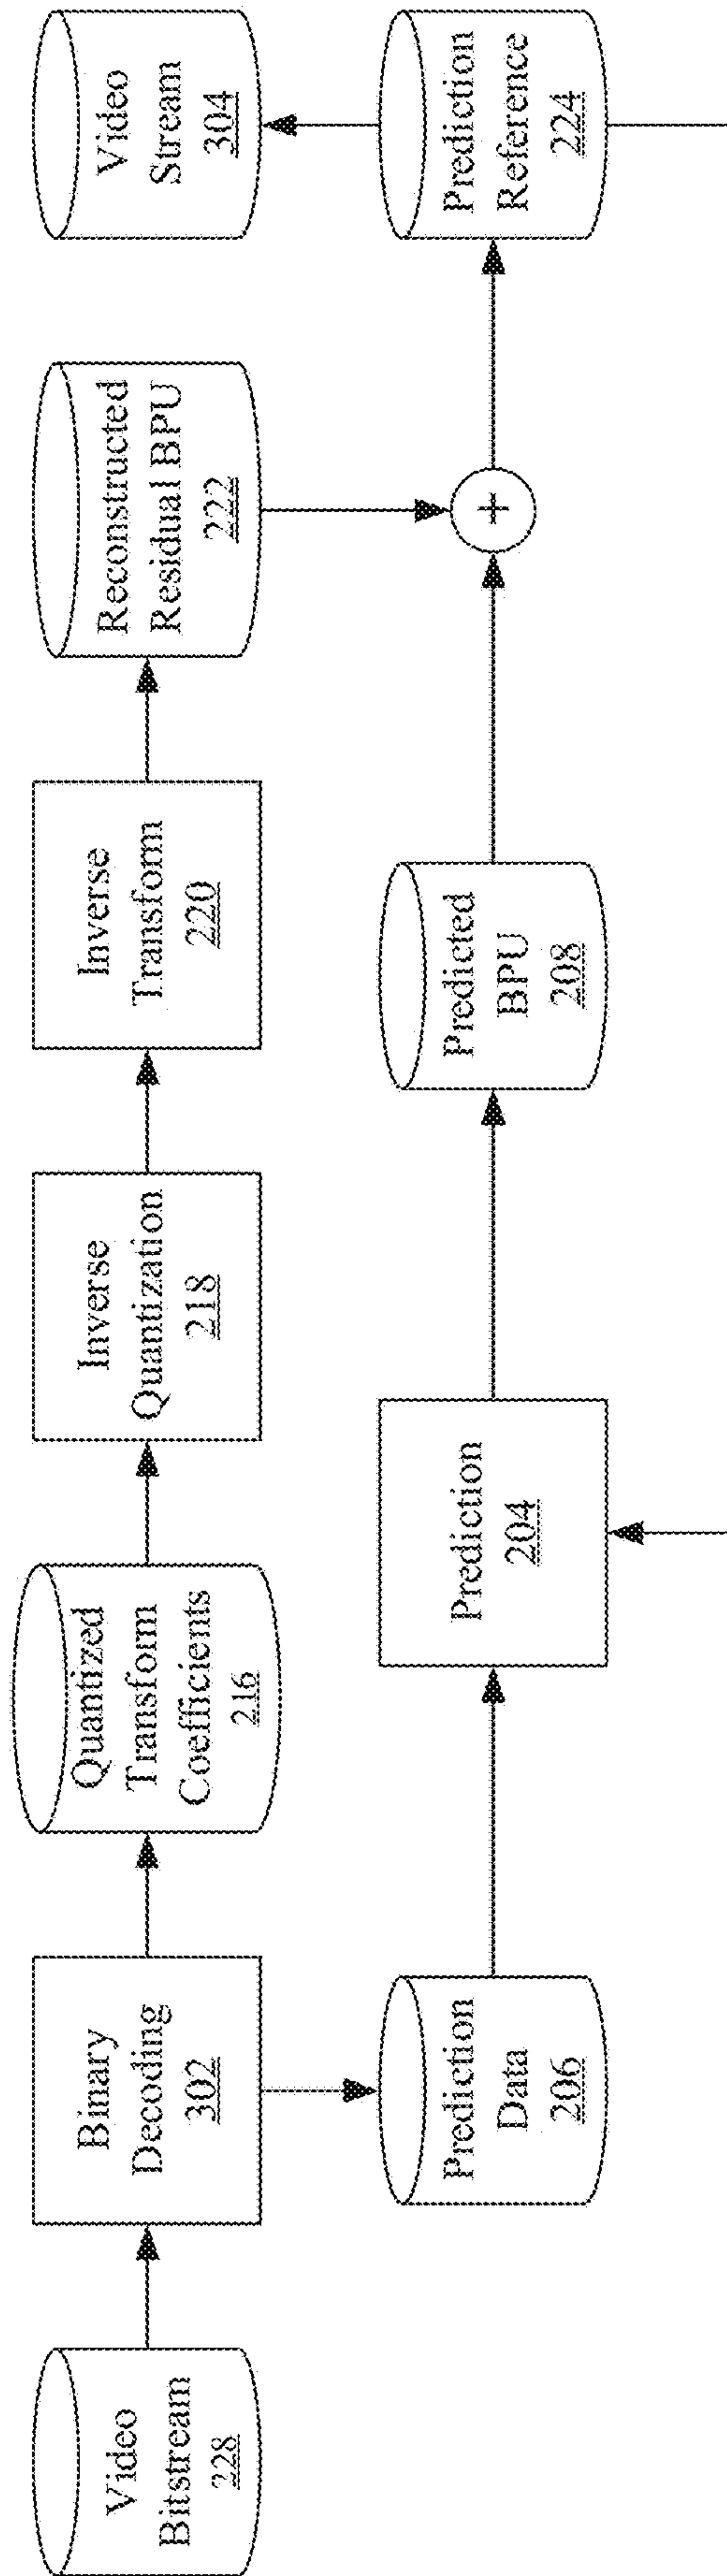 Video
Bitstream
228
Binary
Decoding
302
Quantized
Transform
Coefficients
216
Inverse
Quantization
218
Inverse
Transform
220
Reconstructed
Residual BPU
222
Video
Stream
304
Prediction
Data
206
Prediction
204
Predicted
BPU
208
+
Prediction
Reference
224